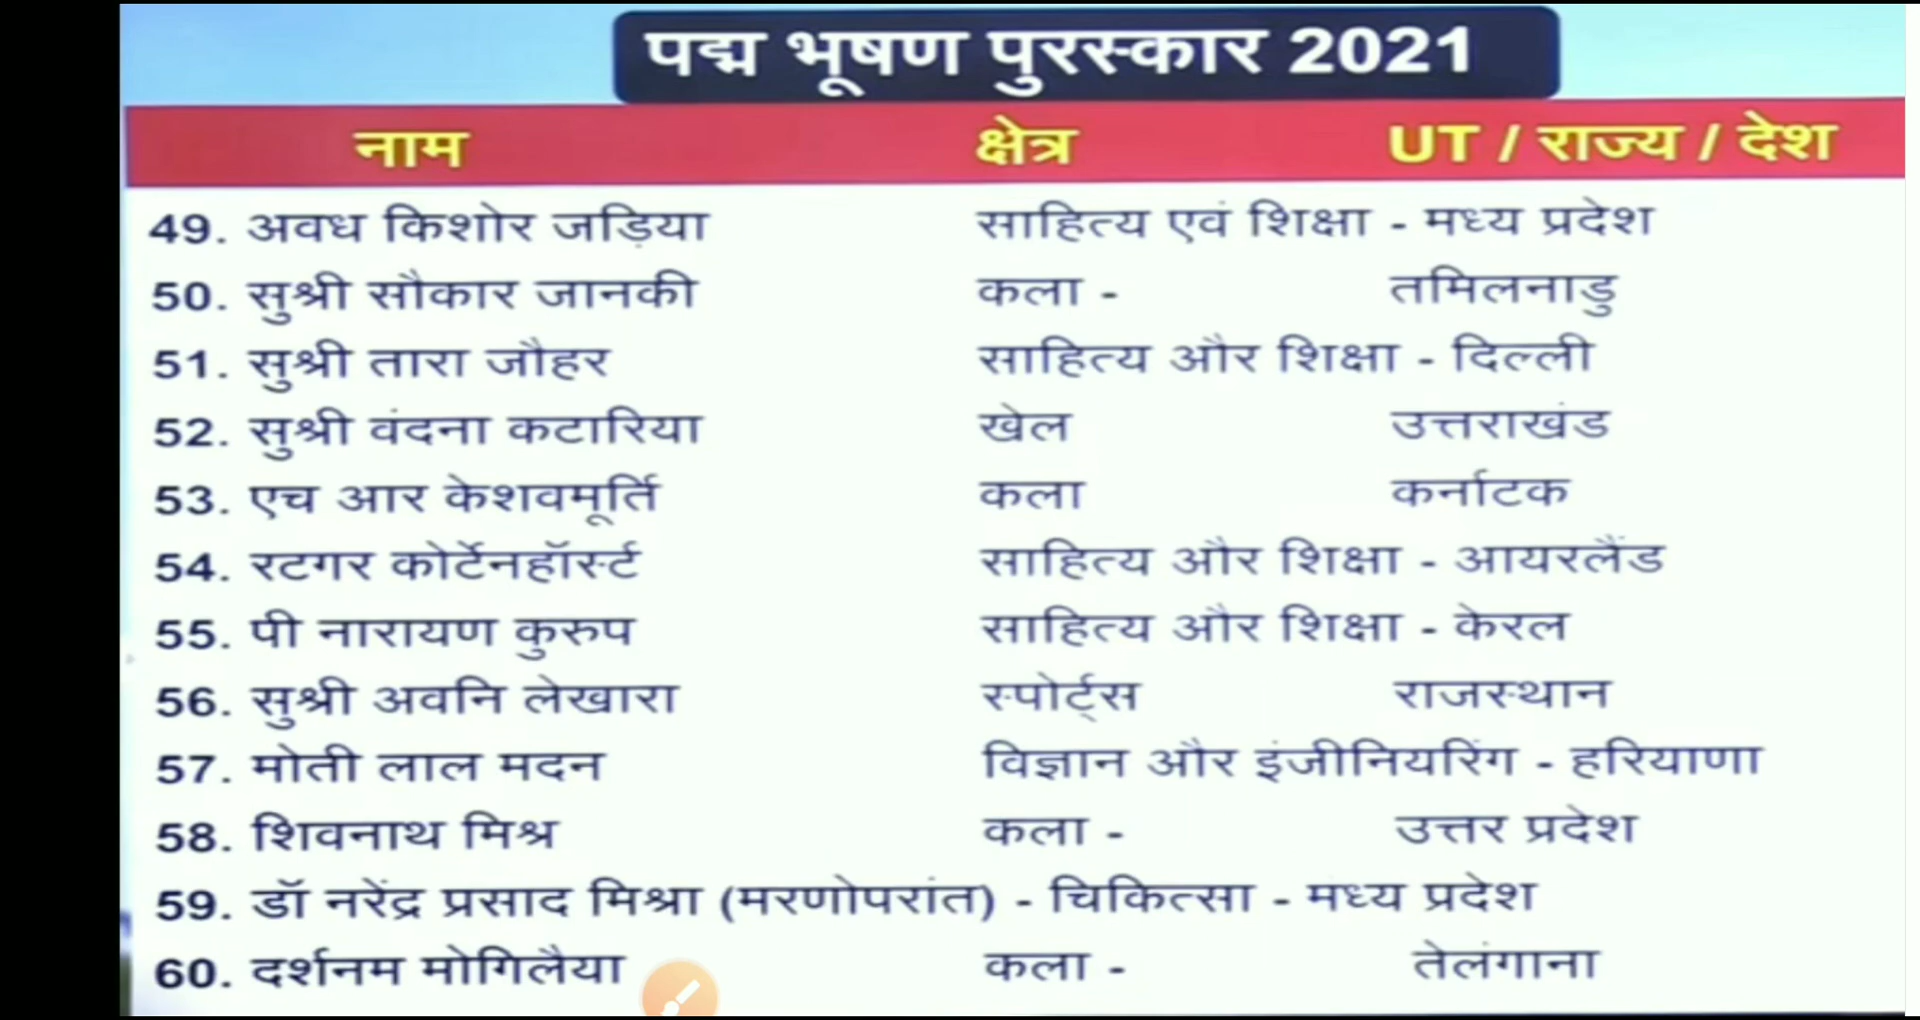 पद्म भूषण पुरस्कार 2021
नाम क्षेत्र UT / राज्य / देश
49. अवध किशोर जड़िया साहित्य एवं शिक्षा - मध्य प्रदेश
50. सुश्री सौकार जानकी कला - तमिलनाडु
51. सुश्री तारा जौहर साहित्य और शिक्षा - दिल्ली
52. सुश्री वंदना कटारिया खेल उत्तराखंड
53. एच आर केशवमूर्ति कला कर्नाटक
54. रटगर कोर्टेनहॉर्स्ट साहित्य और शिक्षा - आयरलैंड
55. पी नारायण कुरुप साहित्य और शिक्षा - केरल
56. सुश्री अवनि लेखारा स्पोर्ट्स राजस्थान
57. मोती लाल मदन विज्ञान और इंजीनियरिंग - हरियाणा
58. शिवनाथ मिश्र कला - उत्तर प्रदेश
59. डॉ नरेंद्र प्रसाद मिश्रा (मरणोपरांत) - चिकित्सा - मध्य प्रदेश
60. दर्शनम मोगिलैया कला - तेलंगाना